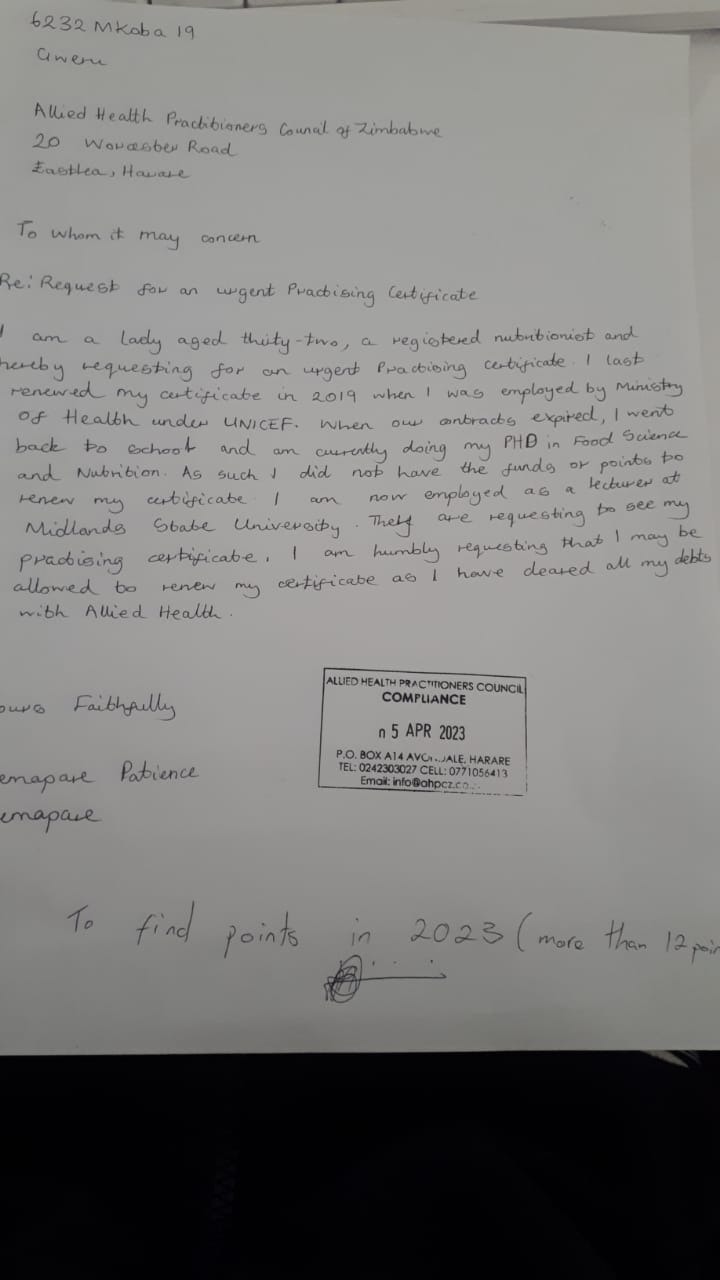 6232 Mkoba 19
Gweru
Allied Health Practitioners Council of Zimbabwe
20 Worcester Road
Eastlea, Harare
To whom it may concern
Re: Request for an urgent Practising Certificate
I am a lady aged thirty-two, a registered nutritionist and
hereby requesting for an urgent Practising certificate. I last
renewed my certificate in 2019 when I was employed by Ministry
of Health under UNICEF. When our contracts expired, I went
back to school and am currently doing my PHD in Food Science
and Nutrition. As such I did not have the funds or points to
renew my certificate. I am now employed as a lecturer at
Midlands State University. They are requesting to see my
practising certificate. I am humbly requesting that I may be
allowed to renew my certificate as I have cleared all my debts
with Allied Health.
ours Faithfully
emapare Patience
emapare
ALLIED HEALTH PRACTITIONERS COUNCIL
COMPLIANCE
05 APR 2023
P.O. BOX A14 AVONDALE, HARARE
TEL: 0242303027 CELL: 0771056413
Email: info@ahpcz.co
To find points in 2023 (more than 12 poin